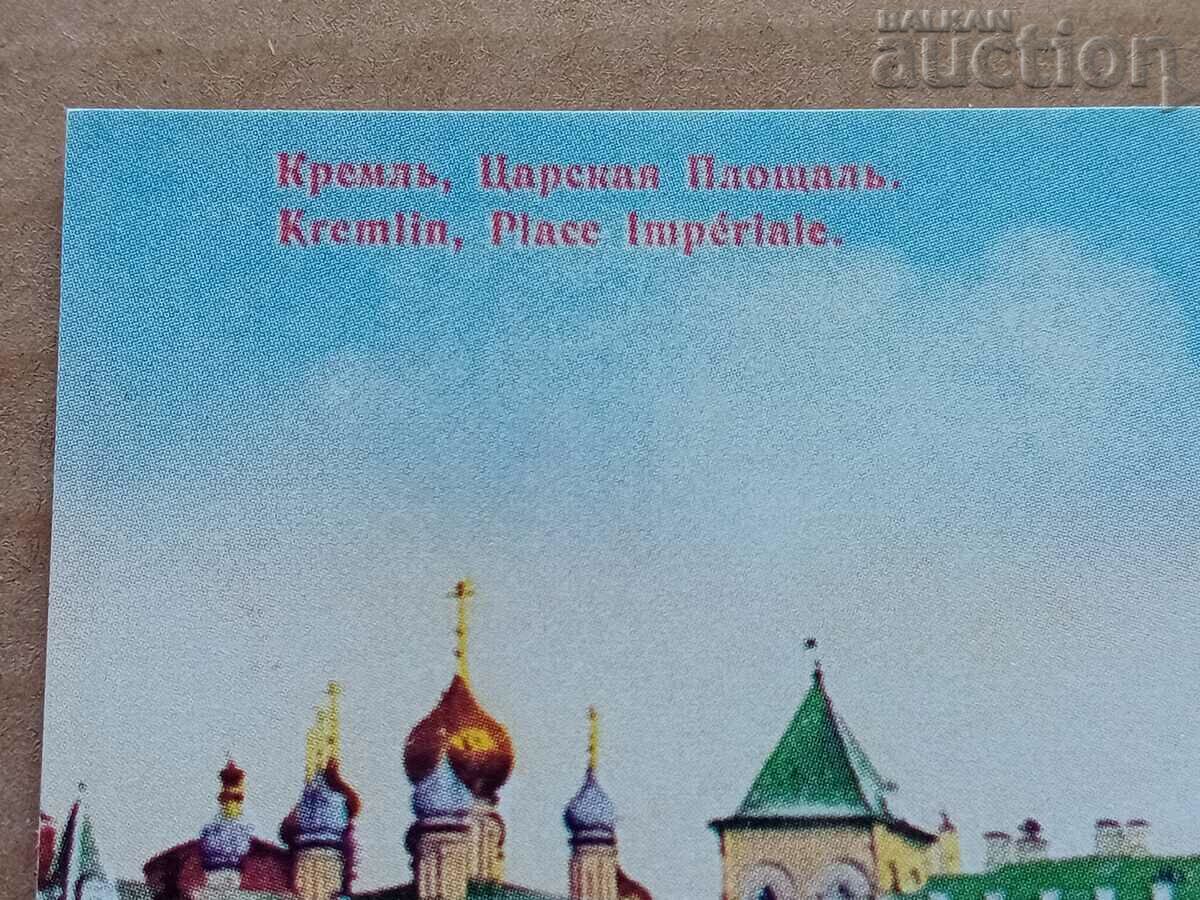 BALKAN
auction
Кремль, Царская Площадь.
Kremlin, Place Impériale.